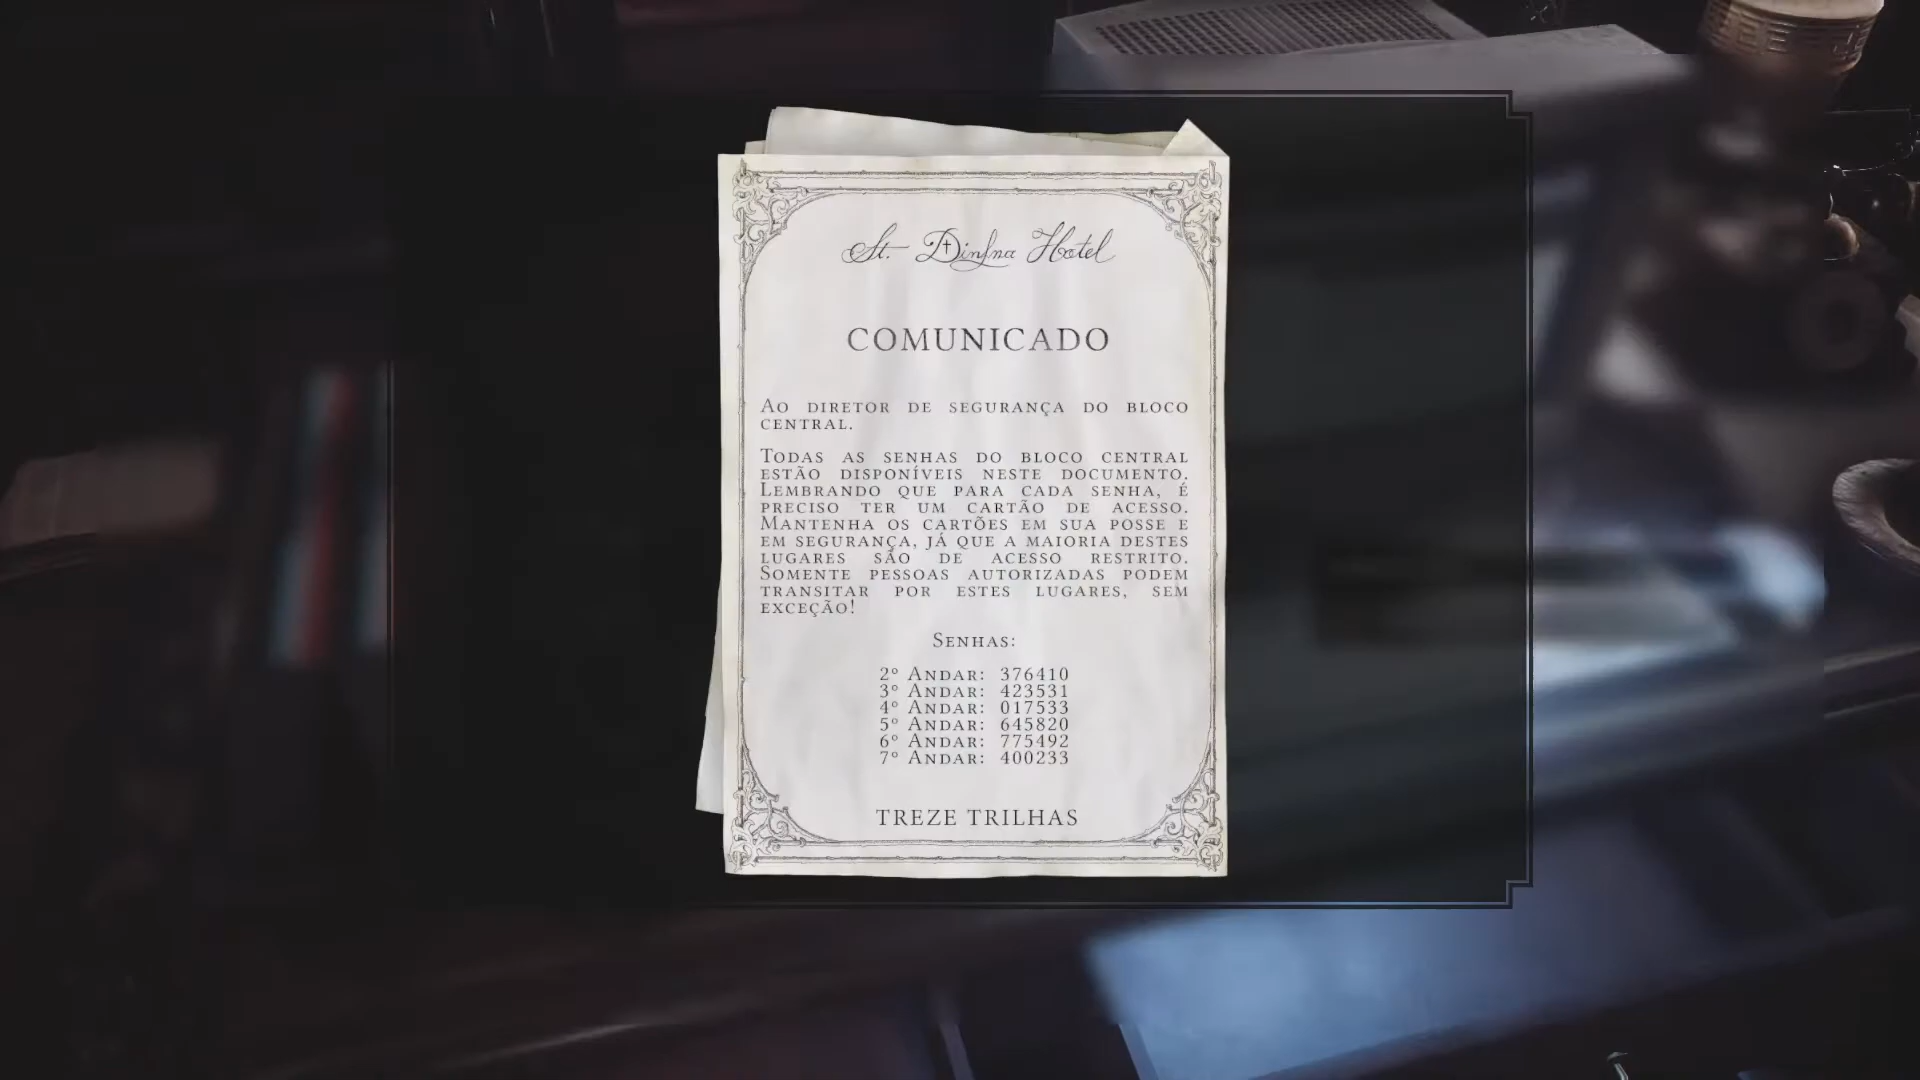 St. Dinfna Hotel
COMUNICADO
Ao diretor de segurança do bloco
central.
Todas as senhas do bloco central
estão disponíveis neste documento.
Lembrando que para cada senha, é
preciso ter um cartão de acesso.
Mantenha os cartões em sua posse e
em segurança, já que a maioria destes
lugares são de acesso restrito.
Somente pessoas autorizadas podem
transitar por estes lugares, sem
exceção!
Senhas:
2º Andar: 376410
3º Andar: 423531
4º Andar: 017533
5º Andar: 645820
6º Andar: 775492
7º Andar: 400233
TREZE TRILHAS